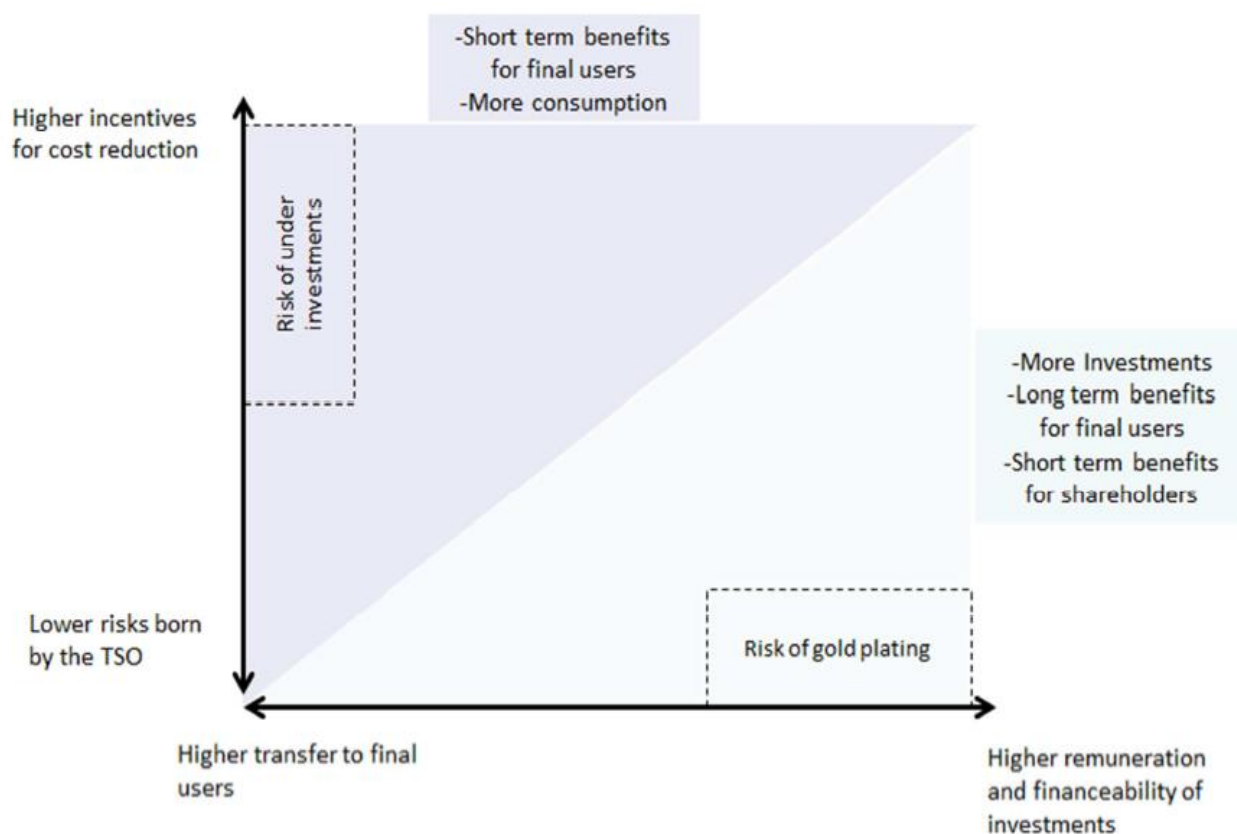 -Short term benefits
for final users
-More consumption
Higher incentives
for cost reduction
Risk of under
investments
-More Investments
-Long term benefits
for final users
-Short term benefits
for shareholders
Lower risks born
by the TSO
Risk of gold plating
Higher transfer to final
users
Higher remuneration
and financeability of
investments